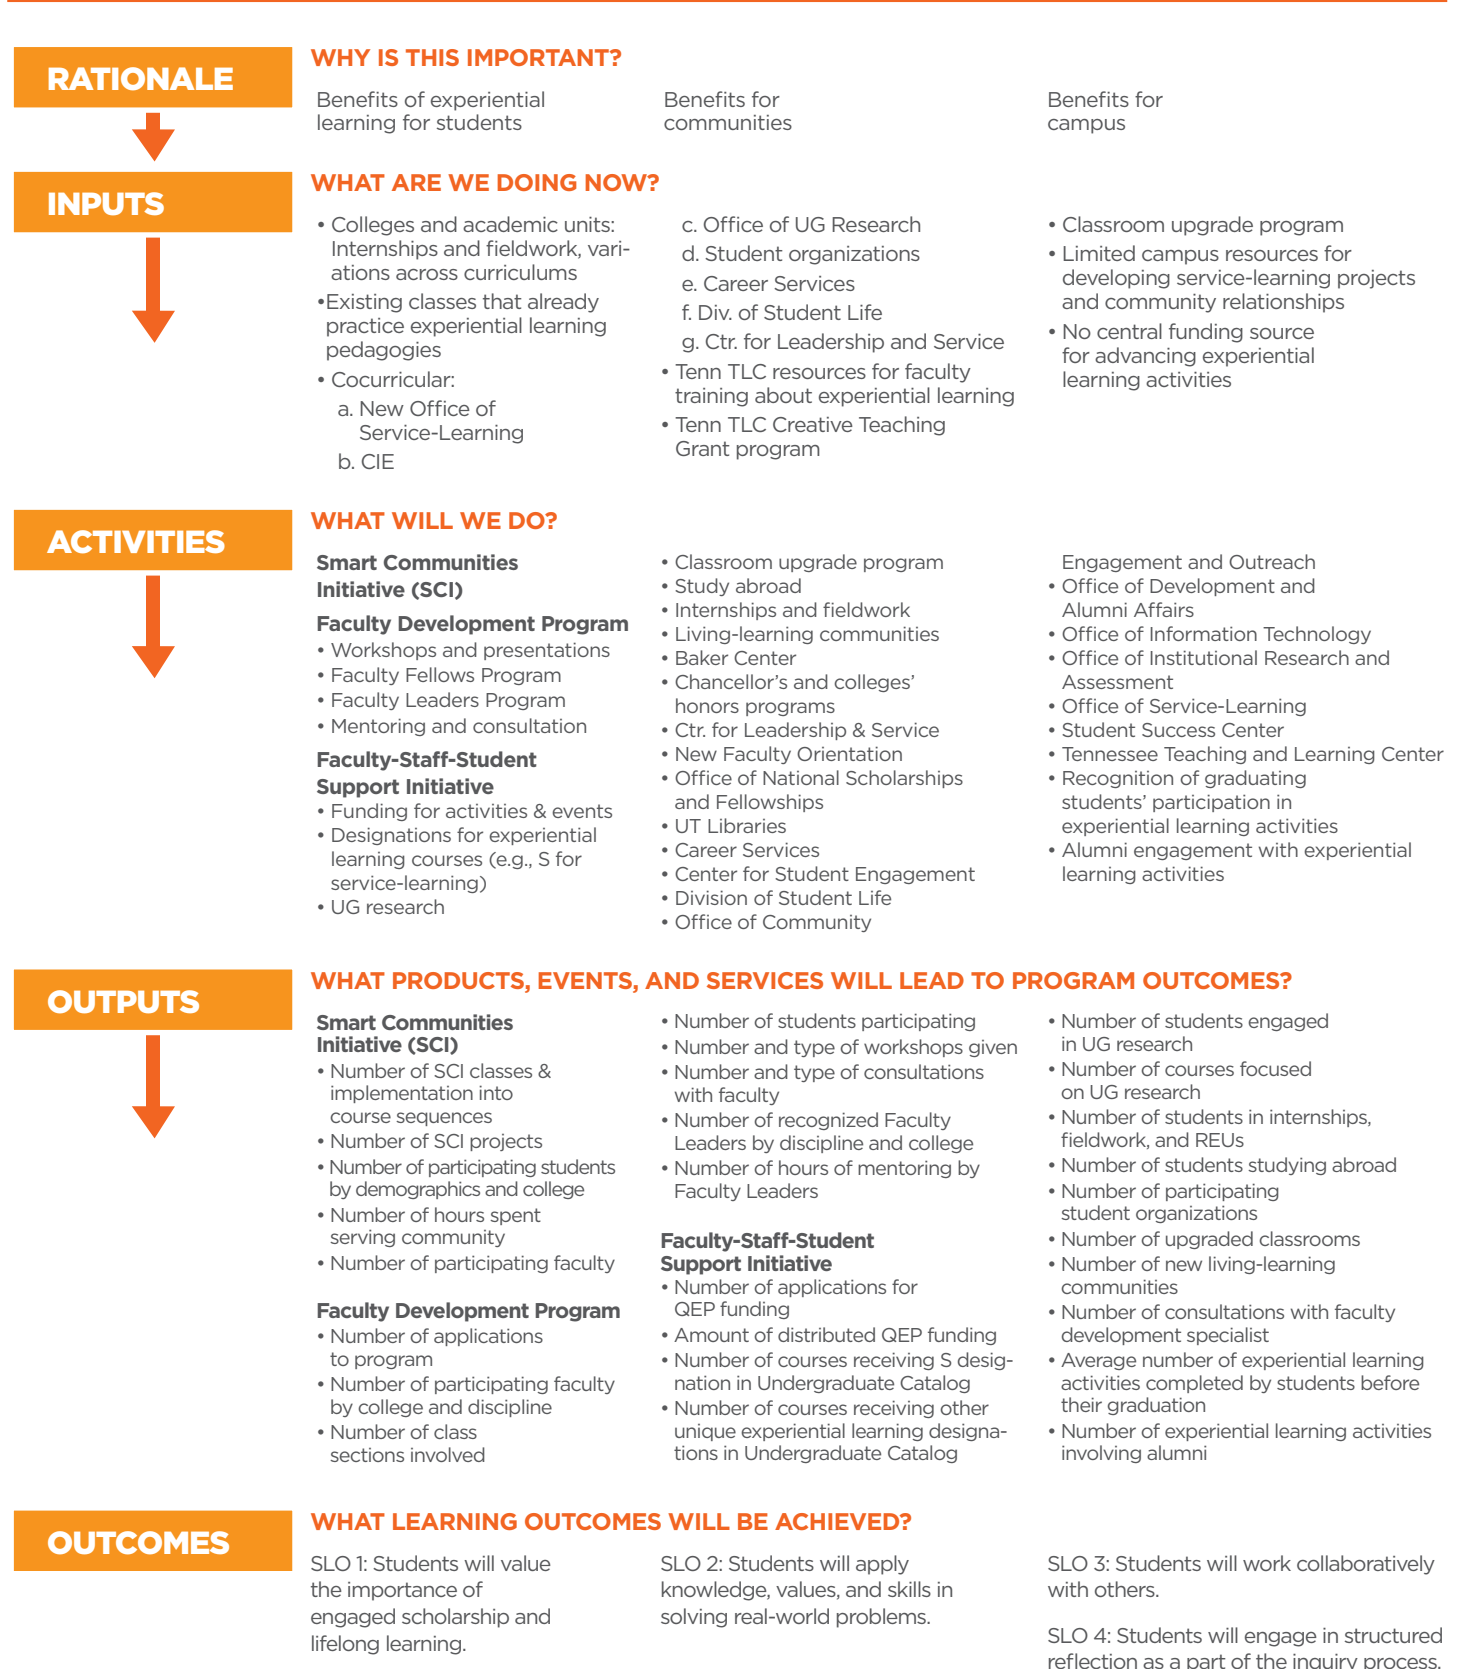 RATIONALE
WHY IS THIS IMPORTANT?
Benefits of experiential
learning for students
Benefits for
communities
Benefits for
campus
INPUTS
WHAT ARE WE DOING NOW?
• Colleges and academic units:
Internships and fieldwork, vari-
ations across curriculums
•Existing classes that already
practice experiential learning
pedagogies
• Cocurricular:
a. New Office of
Service-Learning
b. CIE
c. Office of UG Research
d. Student organizations
e. Career Services
f. Div. of Student Life
g. Ctr. for Leadership and Service
• Tenn TLC resources for faculty
training about experiential learning
• Tenn TLC Creative Teaching
Grant program
• Classroom upgrade program
• Limited campus resources for
developing service-learning projects
and community relationships
• No central funding source
for advancing experiential
learning activities
ACTIVITIES
WHAT WILL WE DO?
Smart Communities
Initiative (SCI)
Faculty Development Program
• Workshops and presentations
• Faculty Fellows Program
• Faculty Leaders Program
• Mentoring and consultation
Faculty-Staff-Student
Support Initiative
• Funding for activities & events
• Designations for experiential
learning courses (e.g., S for
service-learning)
• UG research
• Classroom upgrade program
• Study abroad
• Internships and fieldwork
• Living-learning communities
• Baker Center
• Chancellor's and colleges'
honors programs
• Ctr. for Leadership & Service
• New Faculty Orientation
• Office of National Scholarships
and Fellowships
• UT Libraries
• Career Services
• Center for Student Engagement
• Division of Student Life
• Office of Community
Engagement and Outreach
• Office of Development and
Alumni Affairs
• Office of Information Technology
• Office of Institutional Research and
Assessment
• Office of Service-Learning
• Student Success Center
• Tennessee Teaching and Learning Center
• Recognition of graduating
students' participation in
experiential learning activities
• Alumni engagement with experiential
learning activities
OUTPUTS
WHAT PRODUCTS, EVENTS, AND SERVICES WILL LEAD TO PROGRAM OUTCOMES?
Smart Communities
Initiative (SCI)
• Number of SCI classes &
implementation into
course sequences
• Number of SCI projects
• Number of participating students
by demographics and college
• Number of hours spent
serving community
• Number of participating faculty
Faculty Development Program
• Number of applications
to program
• Number of participating faculty
by college and discipline
• Number of class
sections involved
• Number of students participating
• Number and type of workshops given
• Number and type of consultations
with faculty
• Number of recognized Faculty
Leaders by discipline and college
• Number of hours of mentoring by
Faculty Leaders
Faculty-Staff-Student
Support Initiative
• Number of applications for
QEP funding
• Amount of distributed QEP funding
• Number of courses receiving S desig-
nation in Undergraduate Catalog
• Number of courses receiving other
unique experiential learning designa-
tions in Undergraduate Catalog
• Number of students engaged
in UG research
• Number of courses focused
on UG research
• Number of students in internships,
fieldwork, and REUs
• Number of students studying abroad
• Number of participating
student organizations
• Number of upgraded classrooms
• Number of new living-learning
communities
• Number of consultations with faculty
development specialist
• Average number of experiential learning
activities completed by students before
their graduation
• Number of experiential learning activities
involving alumni
OUTCOMES
WHAT LEARNING OUTCOMES WILL BE ACHIEVED?
SLO 1: Students will value
the importance of
engaged scholarship and
lifelong learning.
SLO 2: Students will apply
knowledge, values, and skills in
solving real-world problems.
SLO 3: Students will work collaboratively
with others.
SLO 4: Students will engage in structured
reflection as a part of the inquiry process.